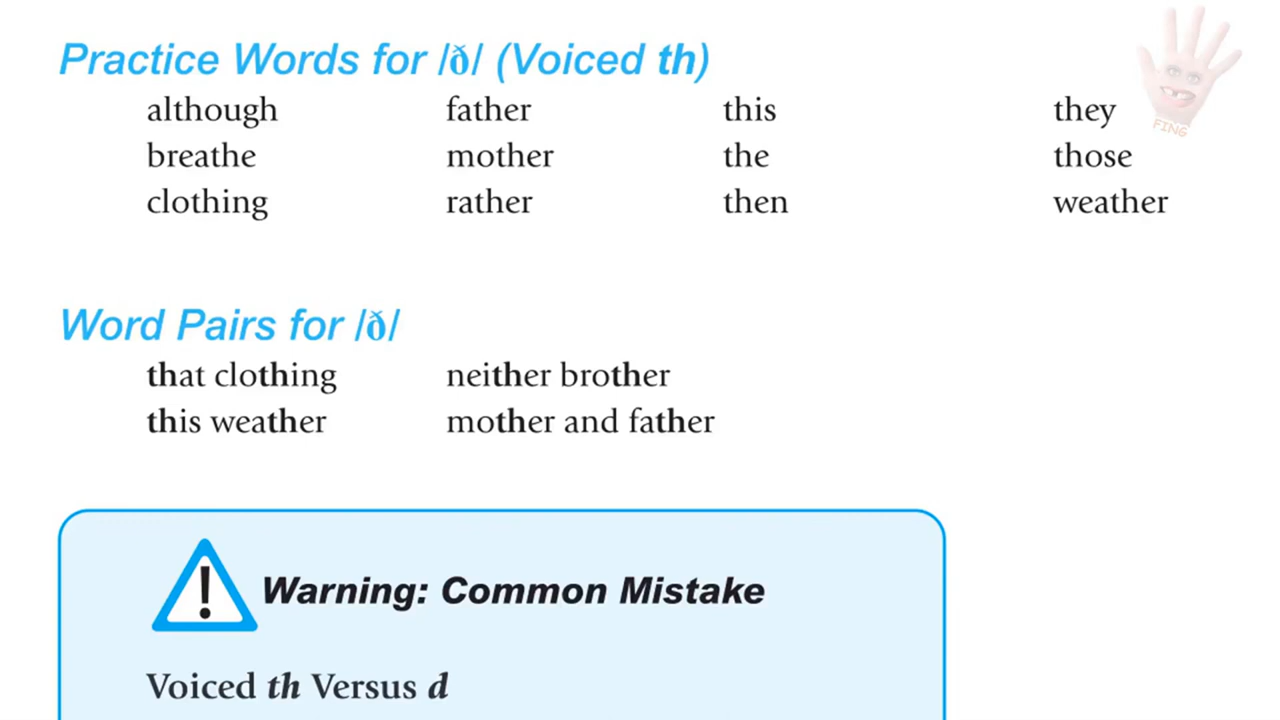 Practice Words for /ð/ (Voiced th)
although father this they
breathe mother the those
clothing rather then weather
FING
Word Pairs for /ð/
that clothing neither brother
this weather mother and father
! Warning: Common Mistake
Voiced th Versus d